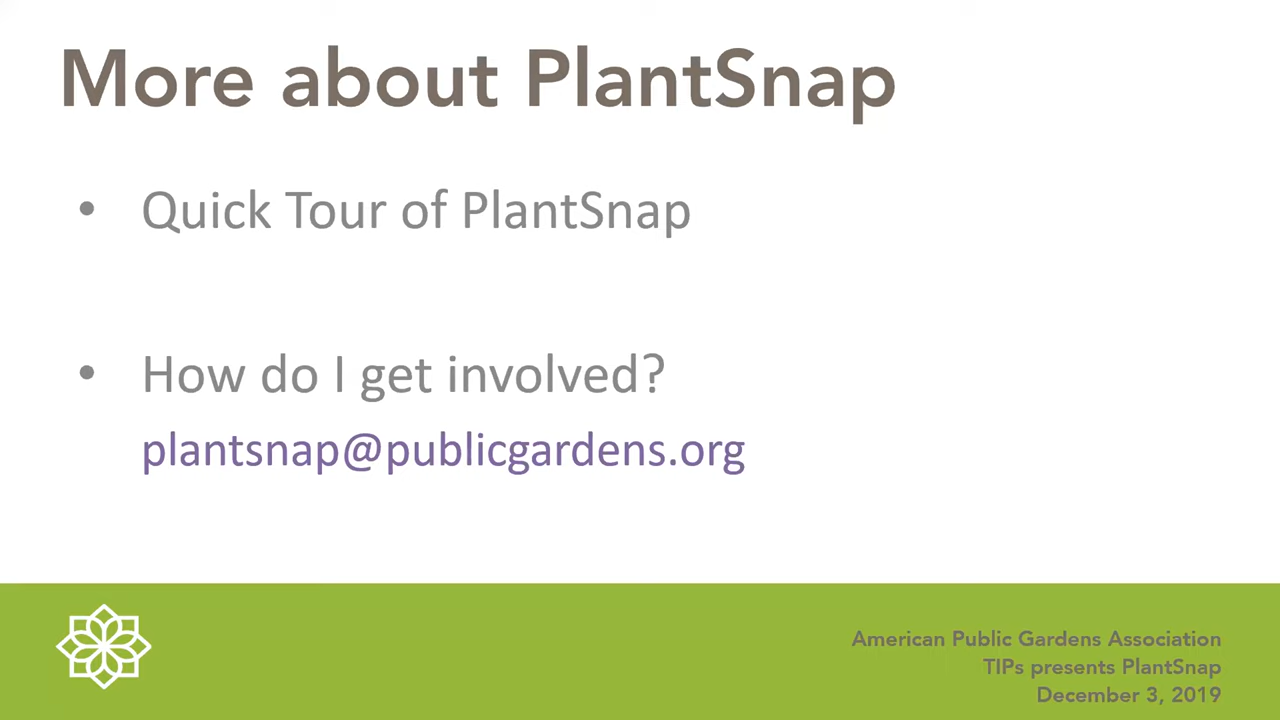 More about PlantSnap
• Quick Tour of PlantSnap
• How do I get involved?
plantsnap@publicgardens.org
American Public Gardens Association
TIPs presents PlantSnap
December 3, 2019